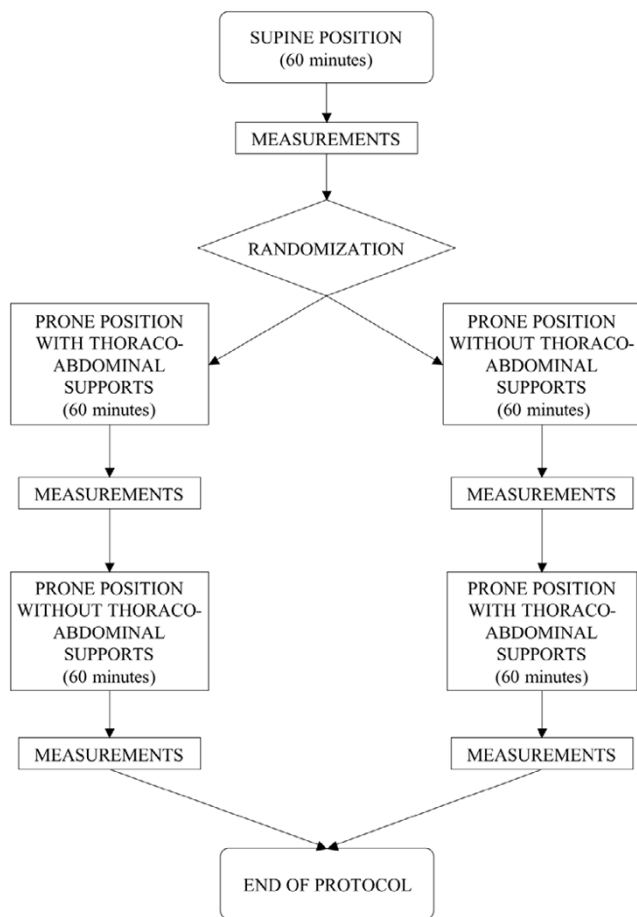 SUPINE POSITION
(60 minutes)
MEASUREMENTS
RANDOMIZATION
PRONE POSITION
WITH THORACO-
ABDOMINAL
SUPPORTS
(60 minutes)
PRONE POSITION
WITHOUT THORACO-
ABDOMINAL
SUPPORTS
(60 minutes)
MEASUREMENTS
MEASUREMENTS
PRONE POSITION
WITHOUT THORACO-
ABDOMINAL
SUPPORTS
(60 minutes)
PRONE POSITION
WITH THORACO-
ABDOMINAL
SUPPORTS
(60 minutes)
MEASUREMENTS
MEASUREMENTS
END OF PROTOCOL